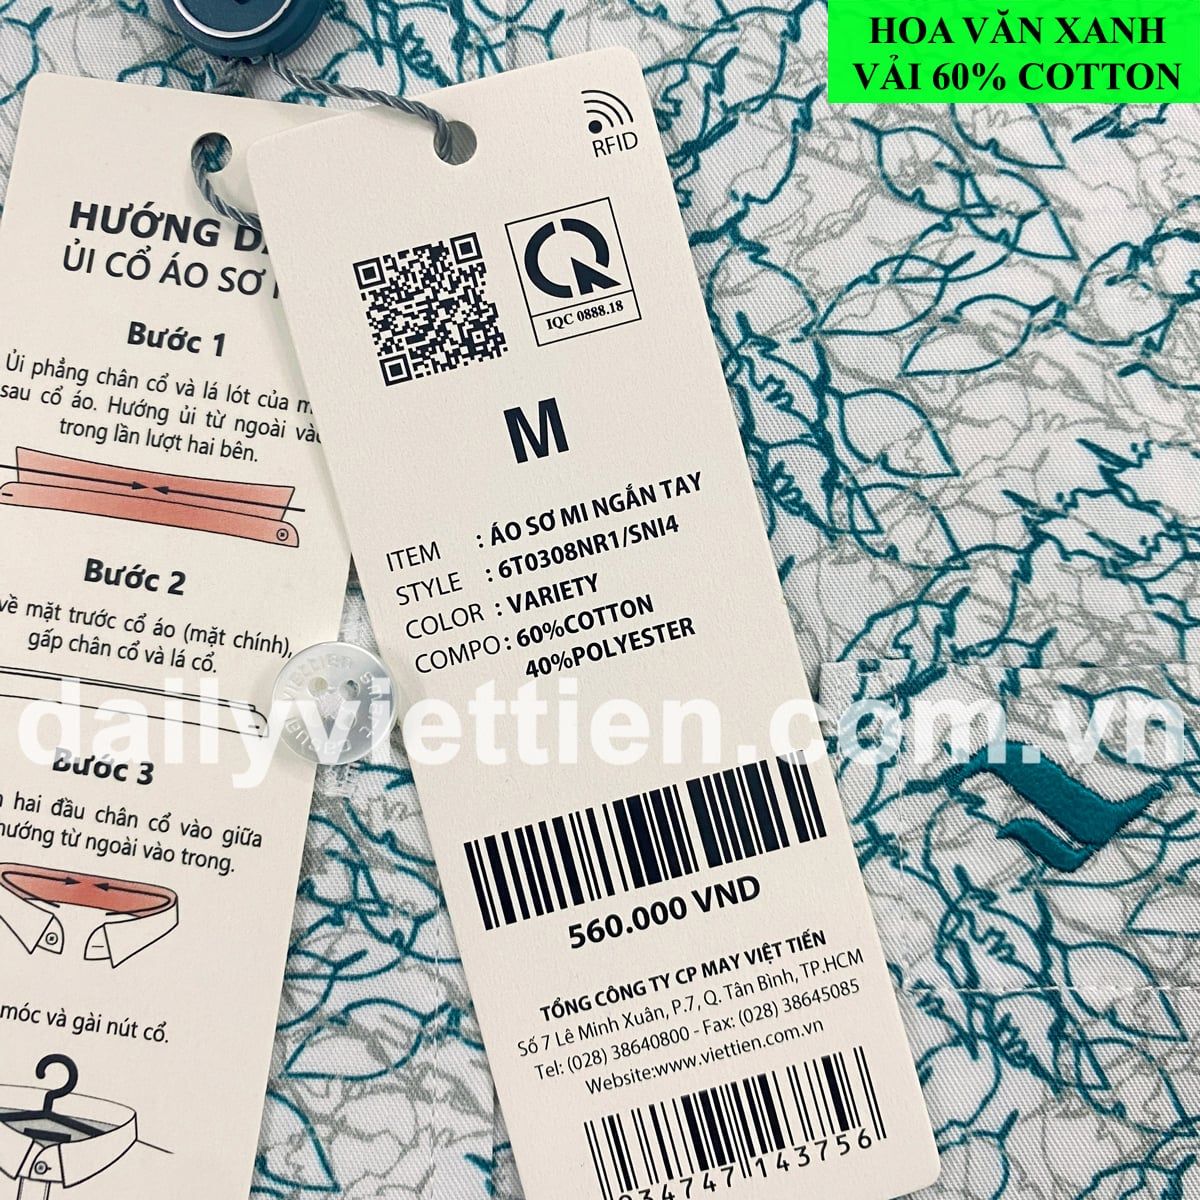 HOA VĂN XANH
VẢI 60% COTTON
RFID
IQC 0888.18
M
ITEM : ÁO SƠ MI NGẮN TAY
STYLE : 6T0308NR1/SNI4
COLOR : VARIETY
COMPO : 60%COTTON
40%POLYESTER
560.000 VND
TỔNG CÔNG TY CP MAY VIỆT TIẾN
Số 7 Lê Minh Xuân, P.7, Q. Tân Bình, TP.HCM
Tel: (028) 38640800 - Fax: (028) 38645085
Website:www.viettien.com.vn
34747 143756
HƯỚNG
ỦI CỔ ÁO SƠ
Bước 1
Ủi phẳng chân cổ và lá lót của
sau cổ áo. Hướng ủi từ ngoài
trong lần lượt hai bên.
Bước 2
về mặt trước cổ áo (mặt chính),
gấp chân cổ và lá cổ.
Bước 3
hai đầu chân cổ vào giữa
hướng từ ngoài vào trong.
móc và gài nút cổ.
viettien
dailyviettien.com.vn